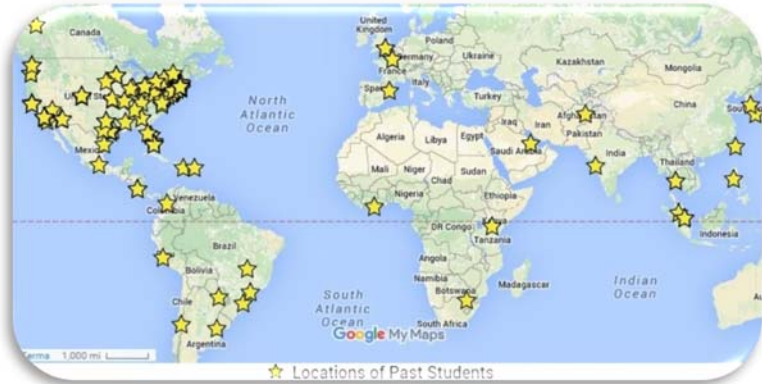 United
Kingdom
Canada
Poland
Germany
Ukraine
Kazakhstan
Mongolia
France
Italy
Spain
Turkey
North
Atlantic
Ocean
China
Iraq
Iran
Pakistan
Algeria
Libya
Egypt
Saudi
Mexico
India
Mali
Niger
Chad
Sudan
Thailand
Nigeria
Ethiopia
Venezuela
Colombia
DR Congo
Kenya
Tanzania
Indonesia
Brazil
Angola
Bolivia
Namibia
Botswana
Madagascar
Indian
Ocean
Chile
South
Atlantic
Ocean
South Africa
Google My Maps
Argentina
1,000 mi
Locations of Past Students